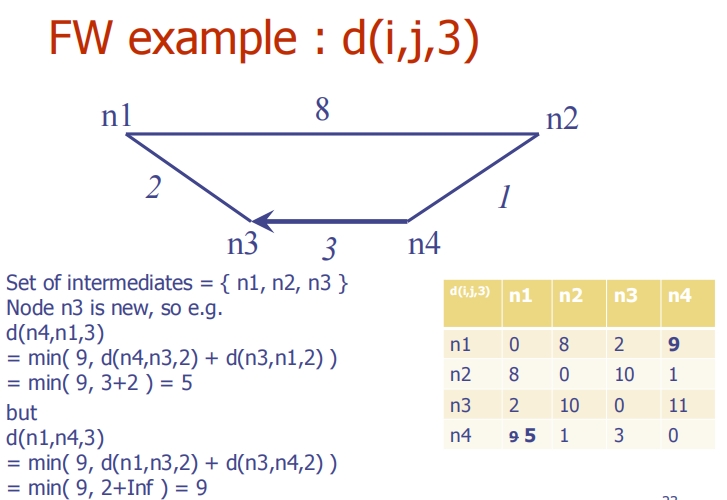 FW example : d(i,j,3)
n1
8
n2
2
1
n3
3
n4
Set of intermediates = { n1, n2, n3 }
Node n3 is new, so e.g.
d(n4,n1,3)
= min( 9, d(n4,n3,2) + d(n3,n1,2) )
= min( 9, 3+2 ) = 5
but
d(n1,n4,3)
= min( 9, d(n1,n3,2) + d(n3,n4,2) )
= min( 9, 2+Inf ) = 9
d(i,j,3) n1 n2 n3 n4
n1 0 8 2 9
n2 8 0 10 1
n3 2 10 0 11
n4 9 5 1 3 0